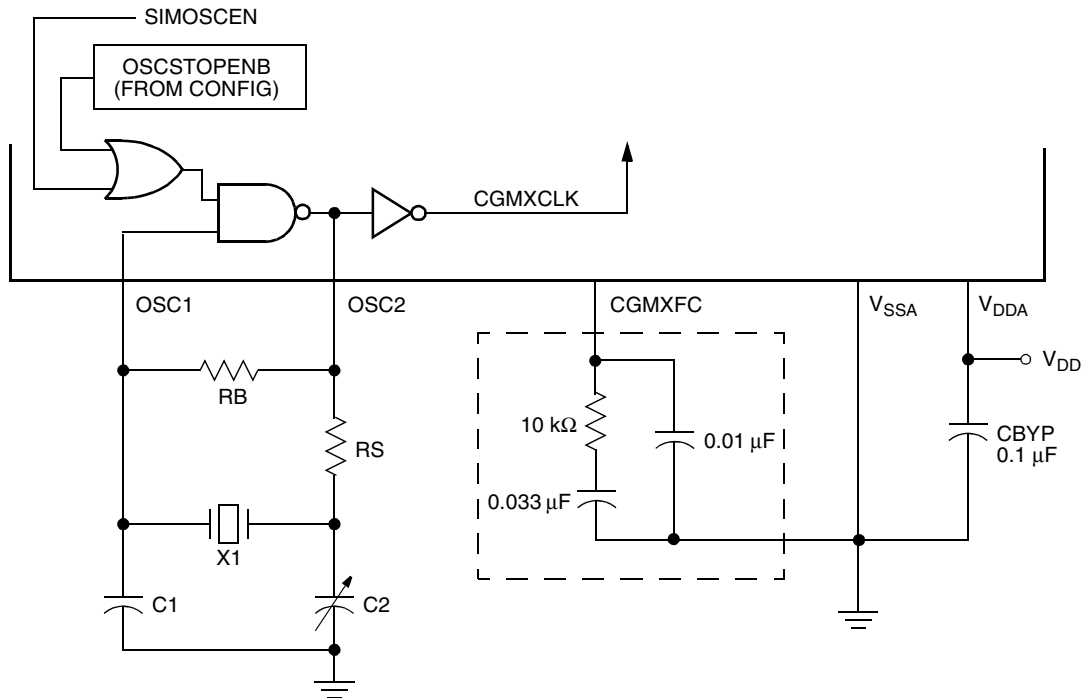 SIMOSCEN
OSCSTOPENB
(FROM CONFIG)
CGMXCLK
OSC1
OSC2
CGMXFC
VSSA
VDDA
VDD
RB
10 kΩ
0.01 µF
CBYP
0.1 µF
RS
0.033 µF
X1
C1
C2